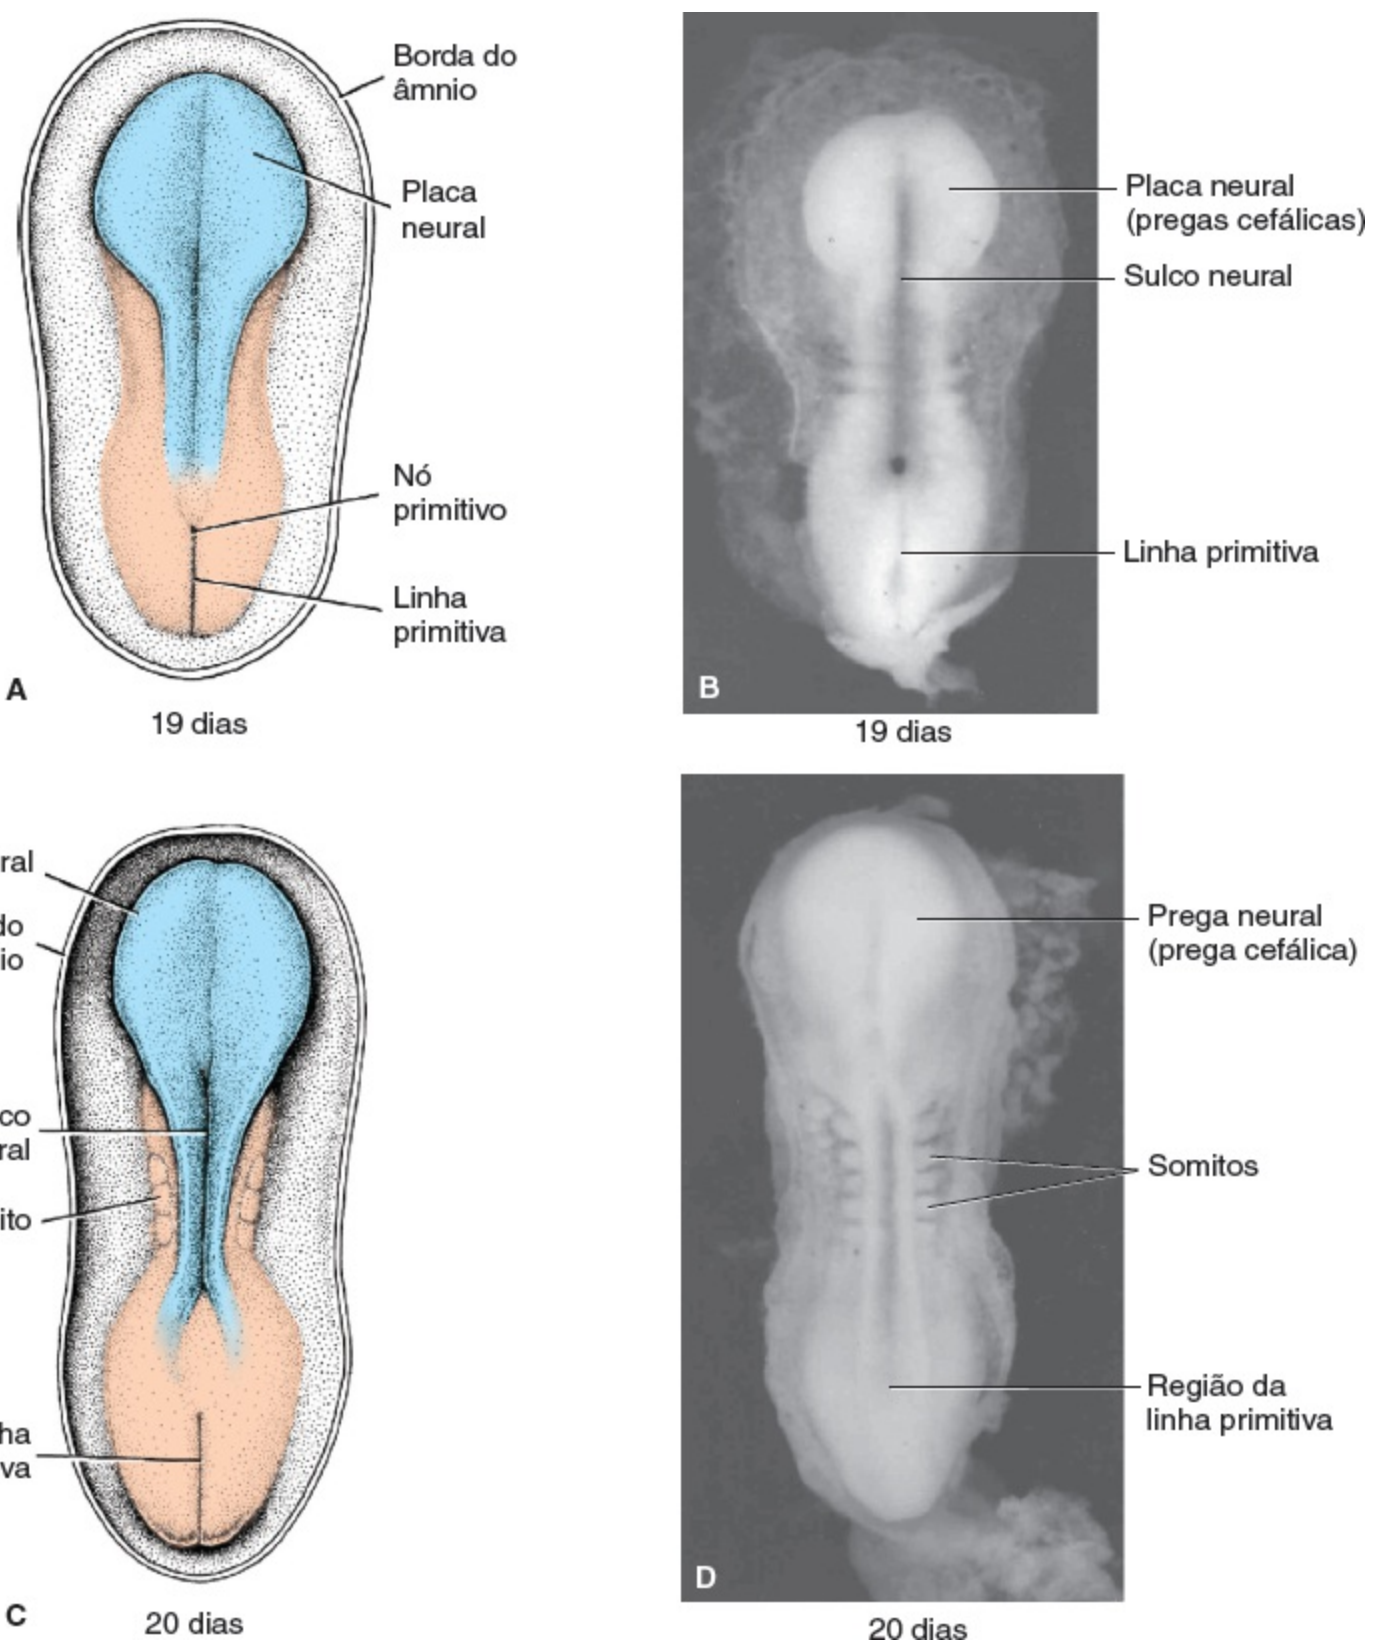 Borda do
âmnio
Placa
neural
Nó
primitivo
Linha
primitiva
A
19 dias
Placa neural
(pregas cefálicas)
Sulco neural
Linha primitiva
B
19 dias
ral
do
io
co
ral
ito
ha
va
C
20 dias
Prega neural
(prega cefálica)
Somitos
Região da
linha primitiva
D
20 dias